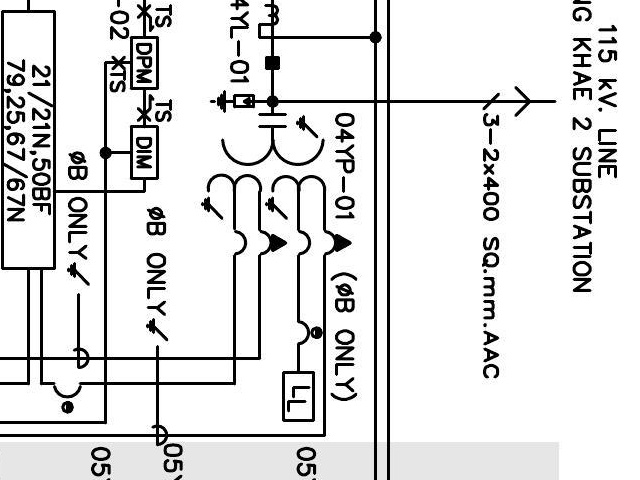 115 kV. LINE
NG KHAE 2 SUBSTATION
3-2x400 SQ.mm.AAC
04YP-01 (øB ONLY)
LL
05
4YL-01
TS
TS
DPM
DIM
øB ONLY
05
-02
TS
21/21N,50BF
79,25,67/67N
øB ONLY
05